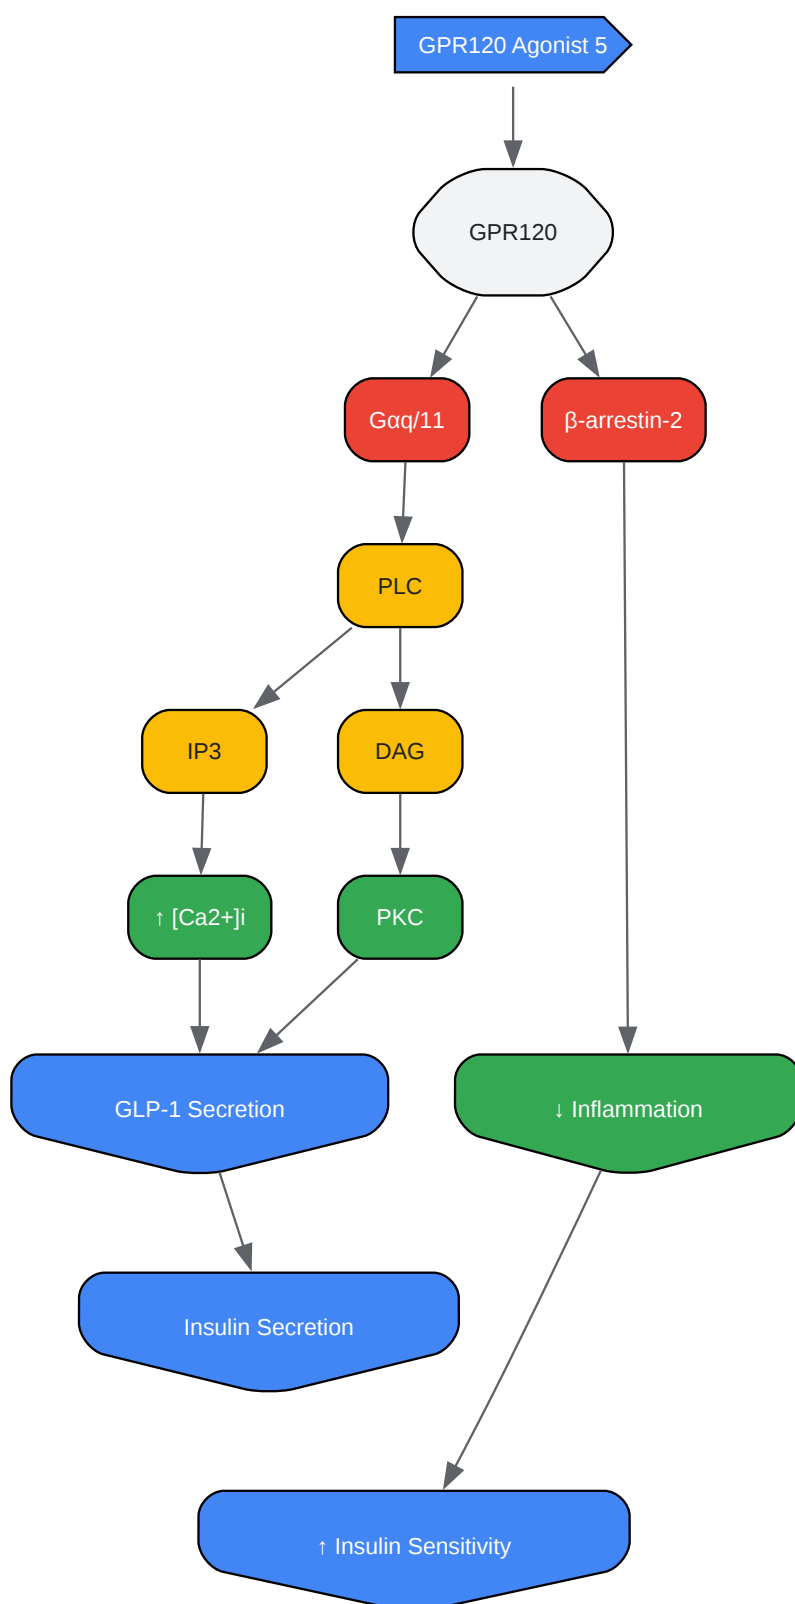 GPR120 Agonist 5
GPR120
Gαq/11
β-arrestin-2
PLC
IP3
DAG
↑ [Ca2+]i
PKC
GLP-1 Secretion
↓ Inflammation
Insulin Secretion
↑ Insulin Sensitivity